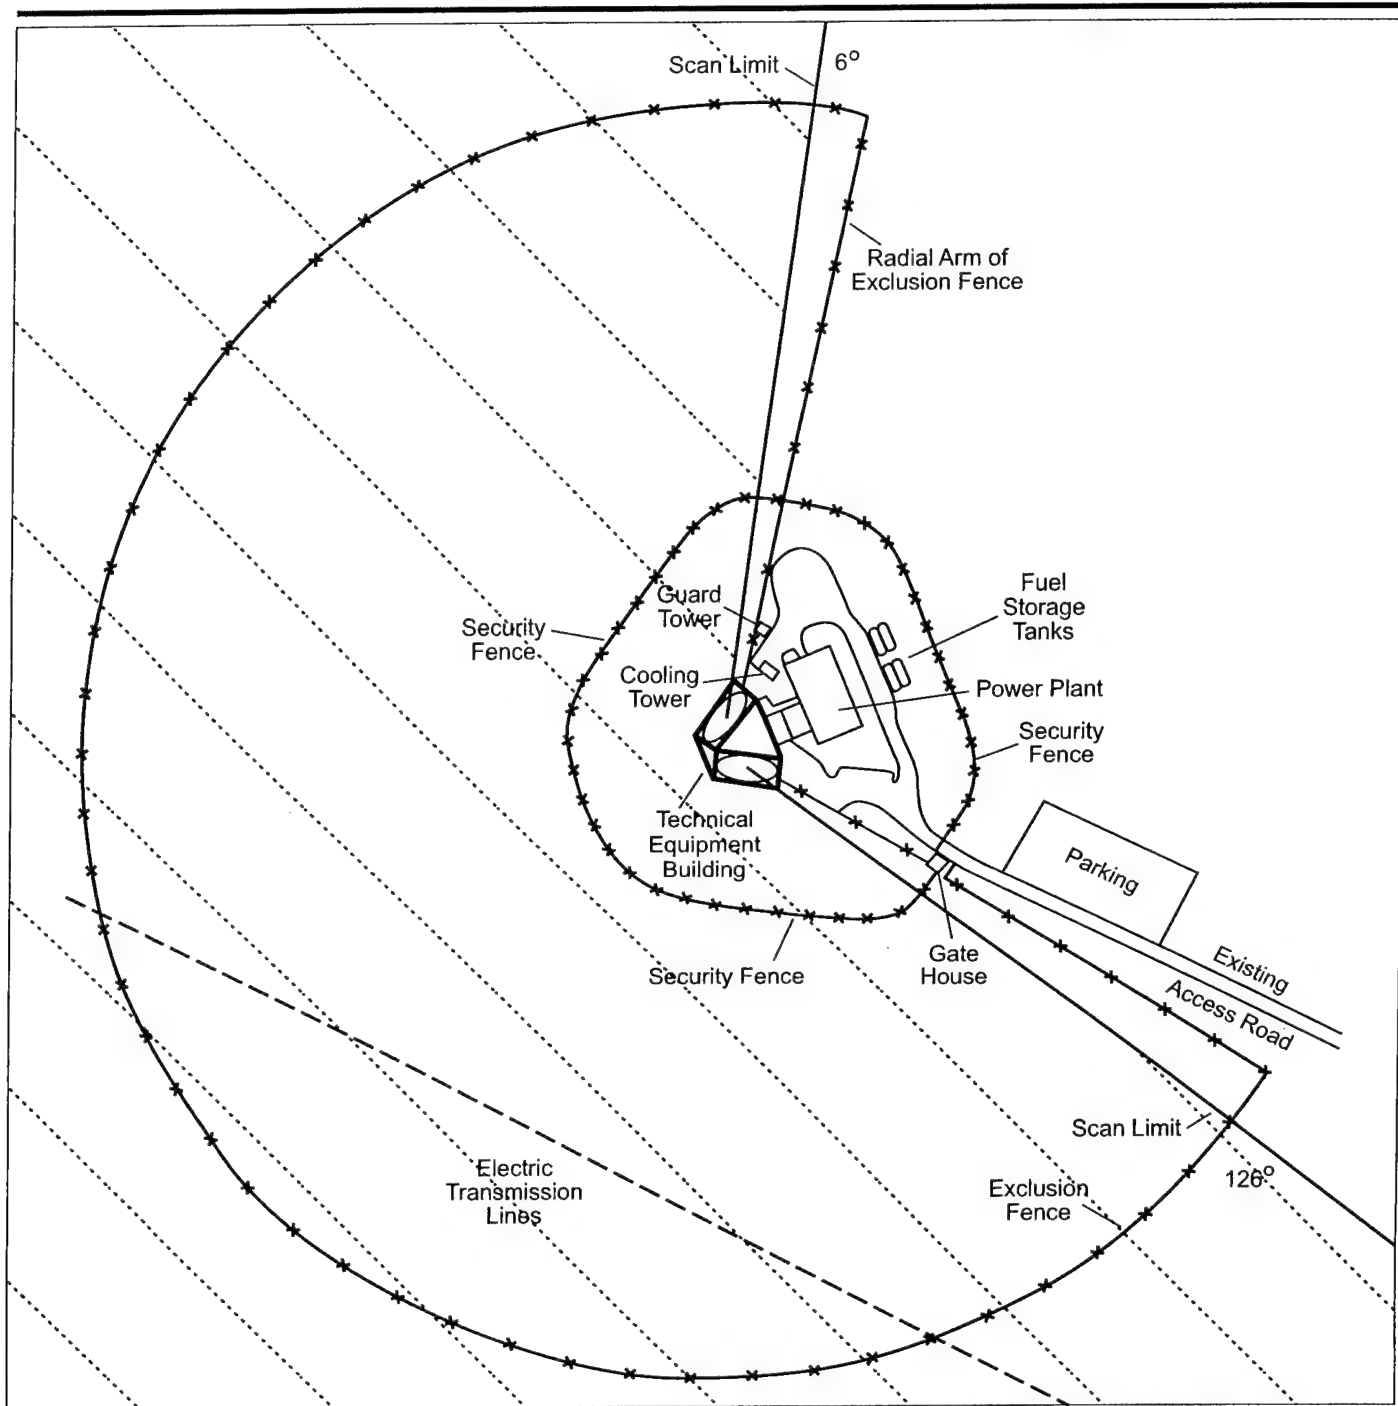 Scan Limit
6°
Radial Arm of
Exclusion Fence
Guard
Tower
Fuel
Storage
Tanks
Security
Fence
Cooling
Tower
Power Plant
Security
Fence
Technical
Equipment
Building
Parking
Security Fence
Gate
House
Existing
Access Road
Scan Limit
126°
Electric
Transmission
Lines
Exclusion
Fence